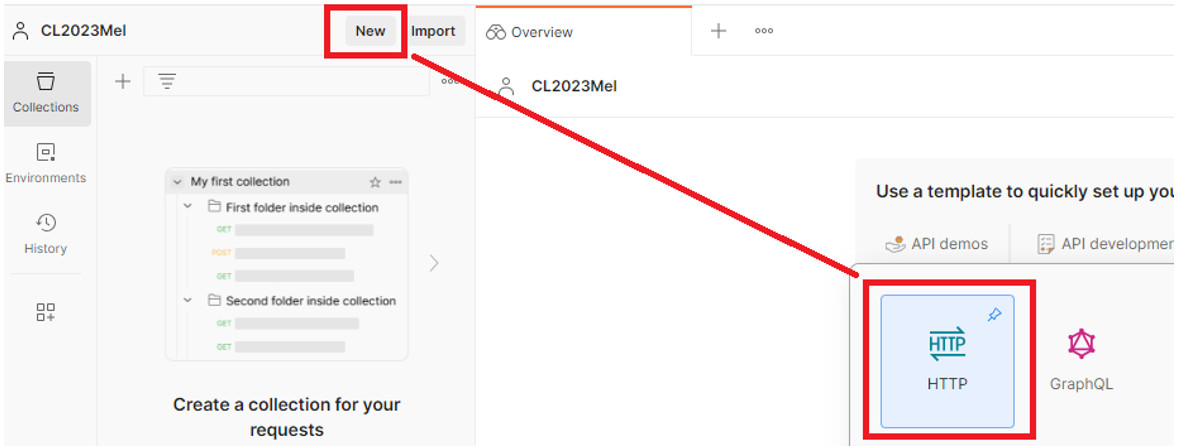 CL2023Mel
New
Import
Overview
CL2023Mel
Collections
Environments
History
My first collection
First folder inside collection
GET
POST
GET
Second folder inside collection
GET
GET
Create a collection for your
requests
Use a template to quickly set up you
API demos
API developmer
HTTP
HTTP
GraphQL